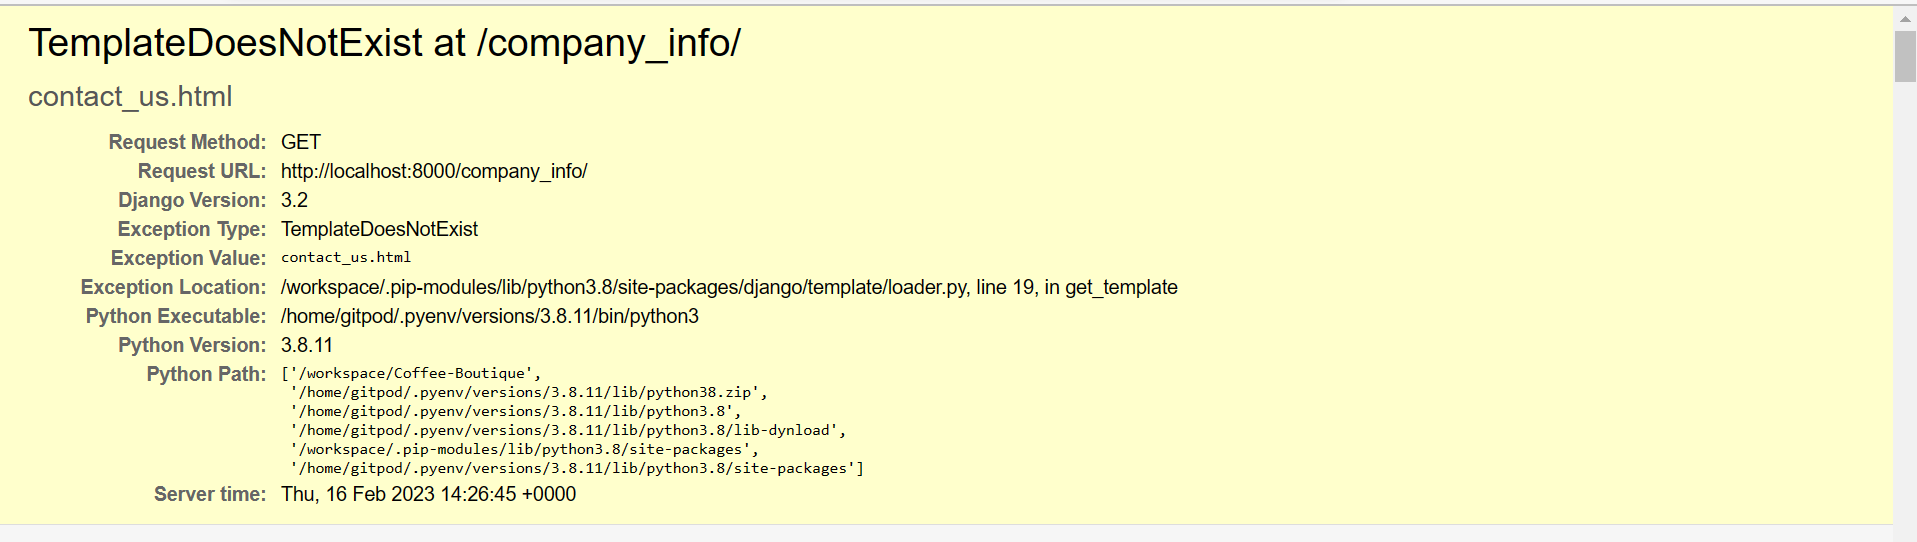 TemplateDoesNotExist at /company_info/
contact_us.html
Request Method: GET
Request URL: http://localhost:8000/company_info/
Django Version: 3.2
Exception Type: TemplateDoesNotExist
Exception Value: contact_us.html
Exception Location: /workspace/.pip-modules/lib/python3.8/site-packages/django/template/loader.py, line 19, in get_template
Python Executable: /home/gitpod/.pyenv/versions/3.8.11/bin/python3
Python Version: 3.8.11
Python Path: ['/workspace/Coffee-Boutique',
'/home/gitpod/.pyenv/versions/3.8.11/lib/python38.zip',
'/home/gitpod/.pyenv/versions/3.8.11/lib/python3.8',
'/home/gitpod/.pyenv/versions/3.8.11/lib/python3.8/lib-dynload',
'/workspace/.pip-modules/lib/python3.8/site-packages',
'/home/gitpod/.pyenv/versions/3.8.11/lib/python3.8/site-packages']
Server time: Thu, 16 Feb 2023 14:26:45 +0000